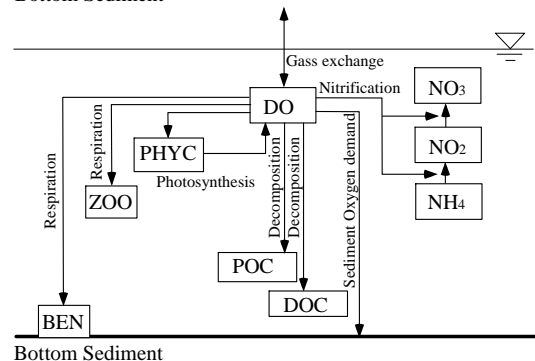 Bottom Sediment
Gass exchange
Nitrification
NO3
DO
Respiration
Respiration
PHYC
NO2
Photosynthesis
Decomposition
Decomposition
Sediment Oxygen demand
ZOO
NH4
POC
DOC
BEN
Bottom Sediment